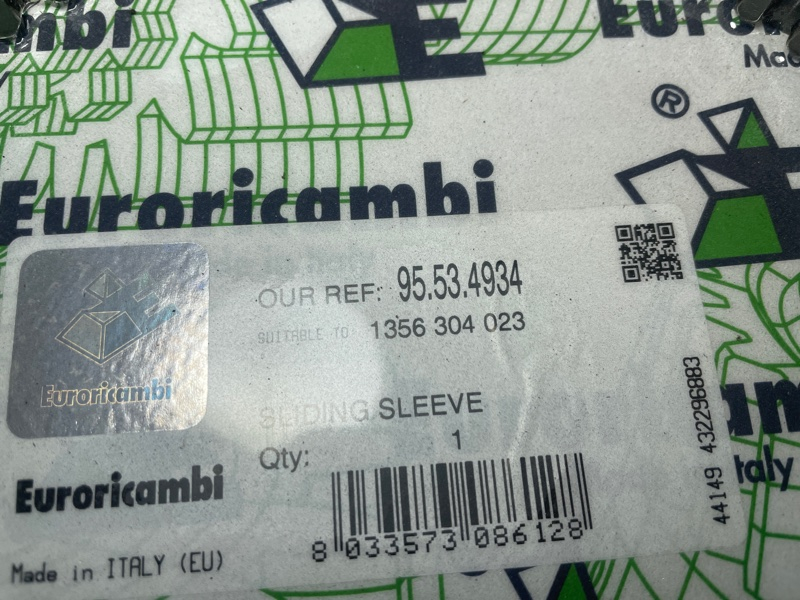 Euroricambi
Made
®
Euroricambi
OUR REF: 95.53.4934
SUITABLE TO: 1356 304 023
Euroricambi
SLIDING SLEEVE
Qty: 1
44149 432296883
Euroricambi
8 033573 086128
Made in ITALY (EU)
Italy